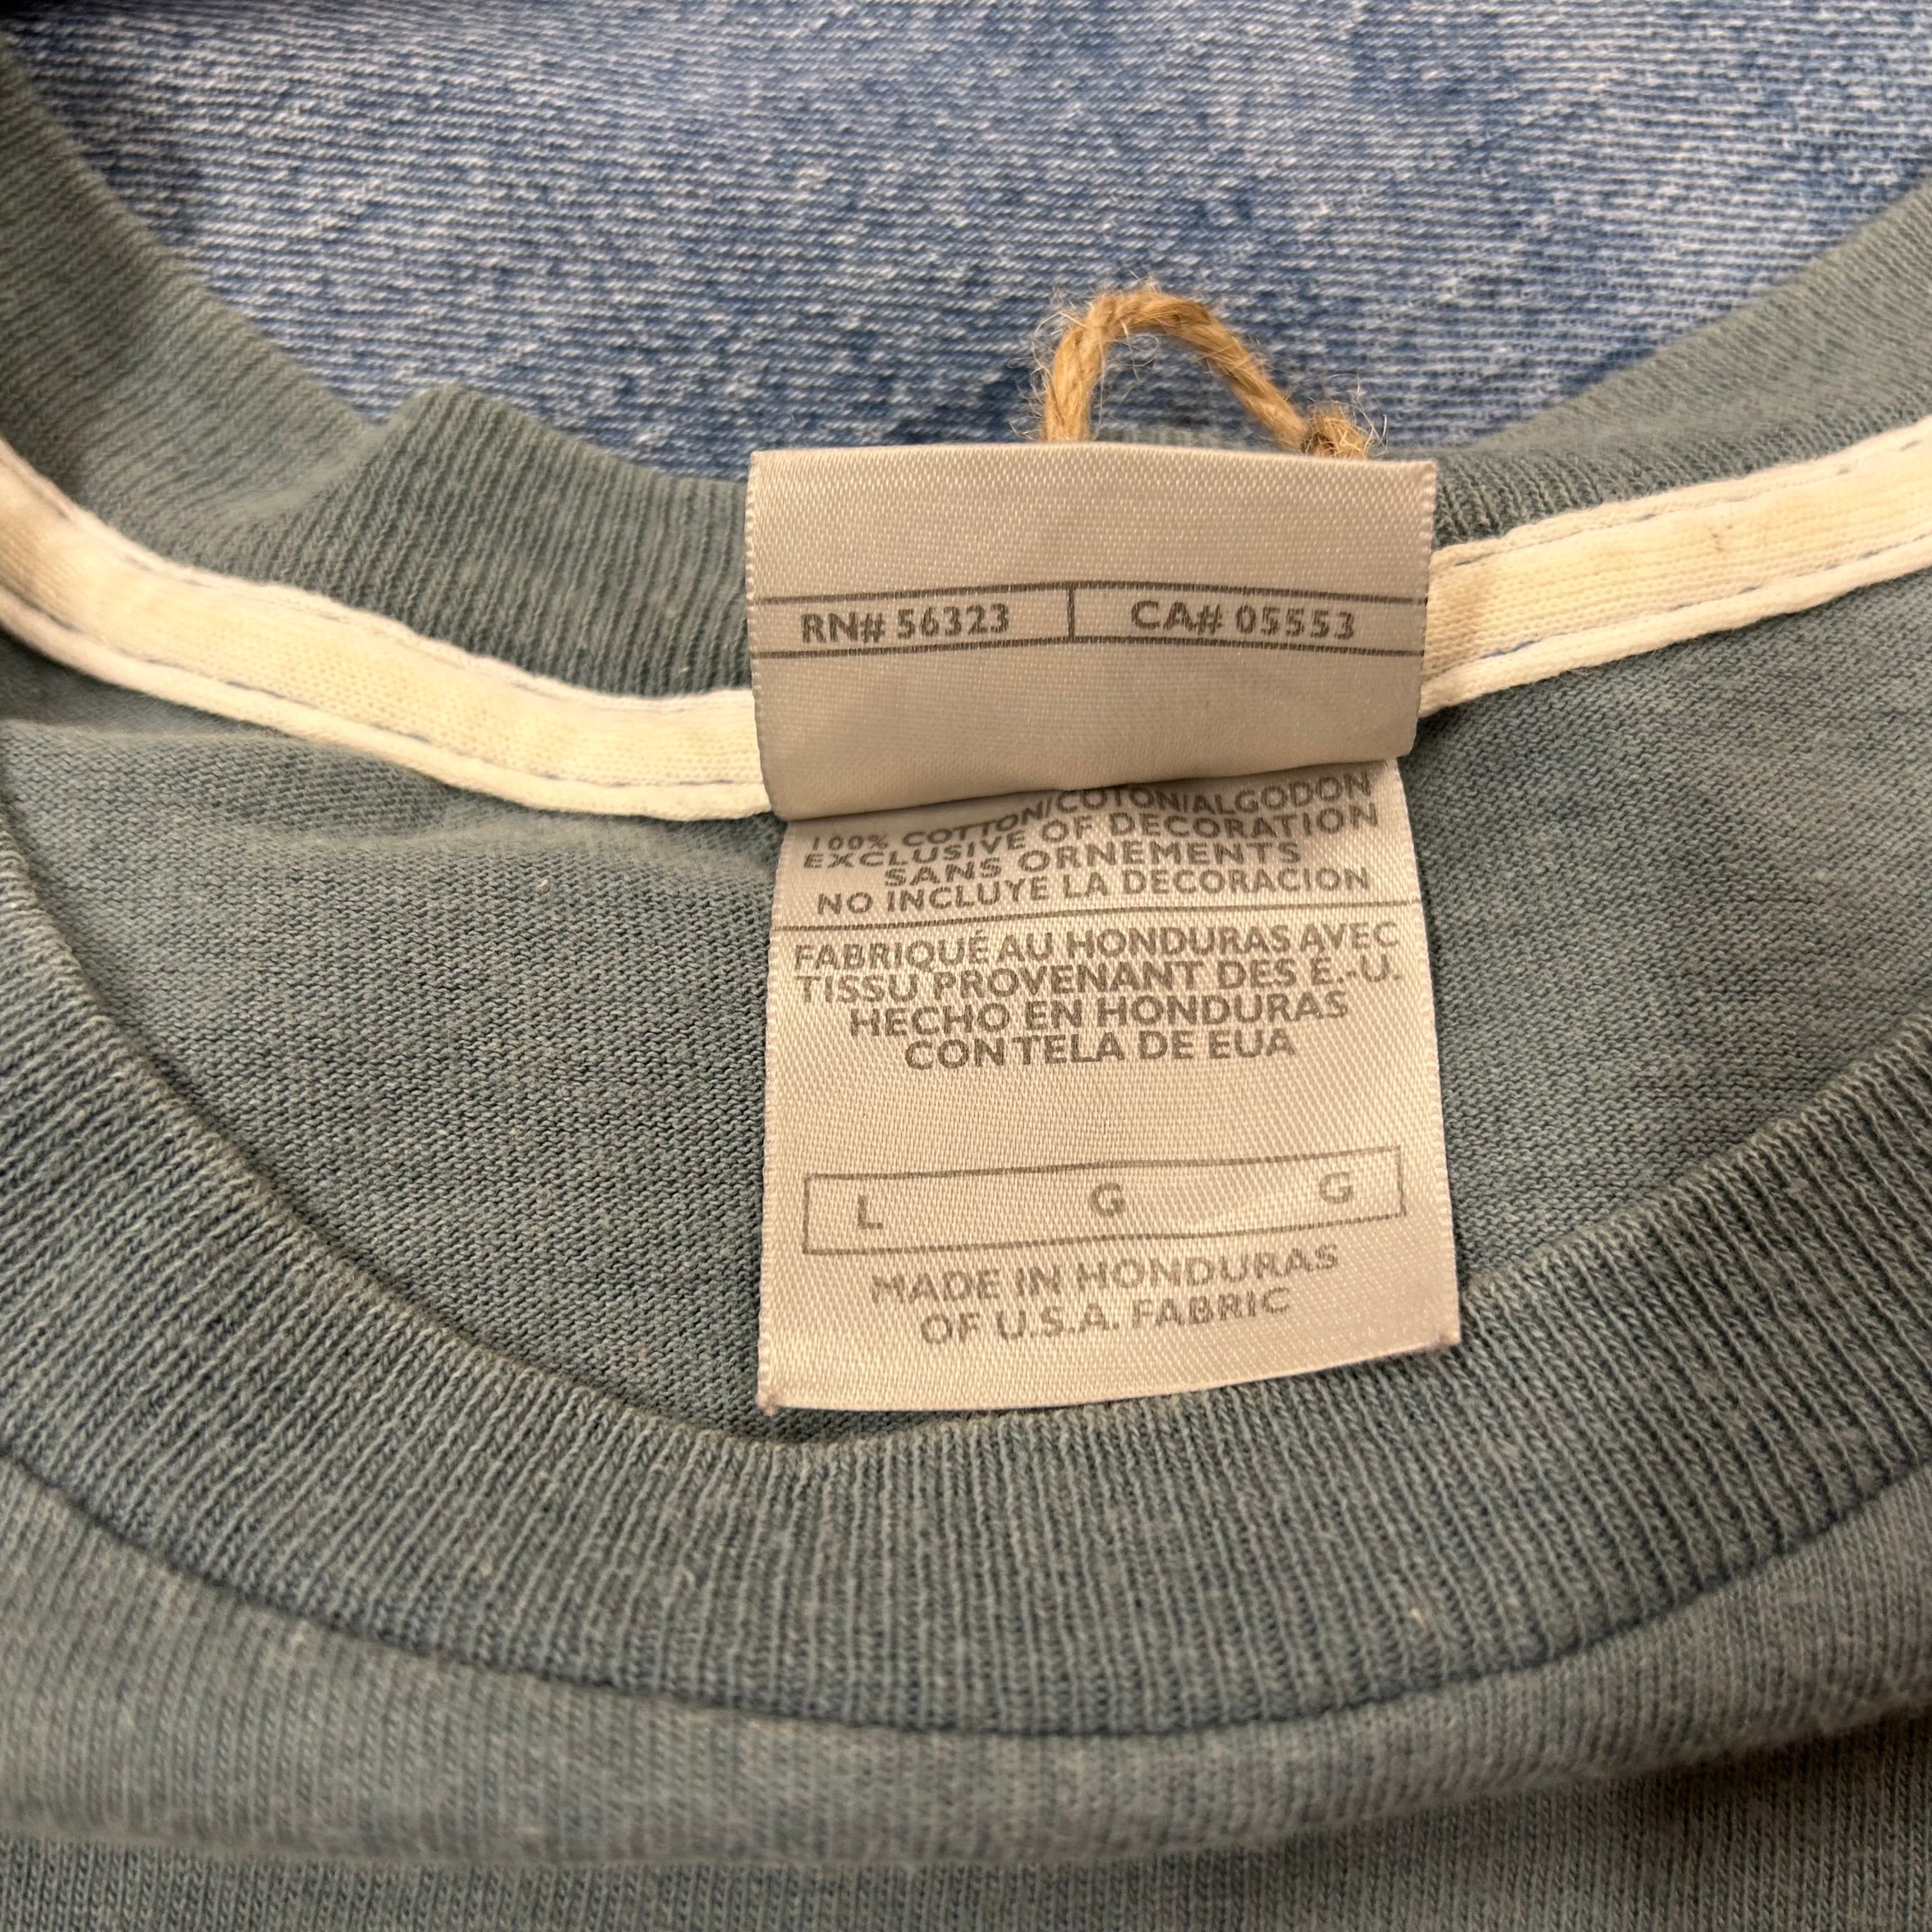 RN# 56323 CA# 05553
100% COTTON/COTON/ALGODON
EXCLUSIVE OF DECORATION
SANS ORNEMENTS
NO INCLUYE LA DECORACION
FABRIQUÉ AU HONDURAS AVEC
TISSU PROVENANT DES É.-U.
HECHO EN HONDURAS
CON TELA DE EUA
L G G
MADE IN HONDURAS
OF U.S.A. FABRIC